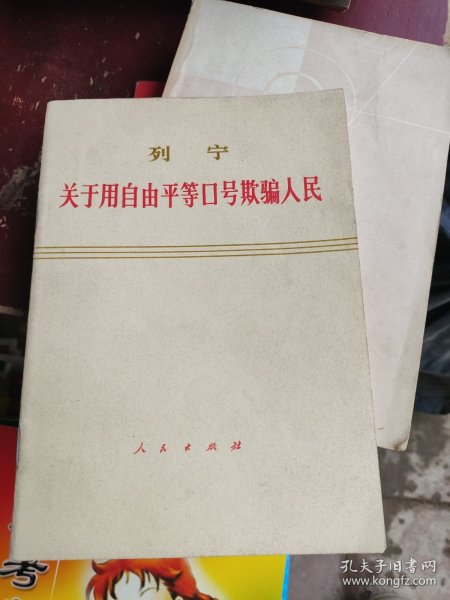 列宁
关于用自由平等口号欺骗人民
人民出版社
考
孔夫子旧书网
www.kongfz.com